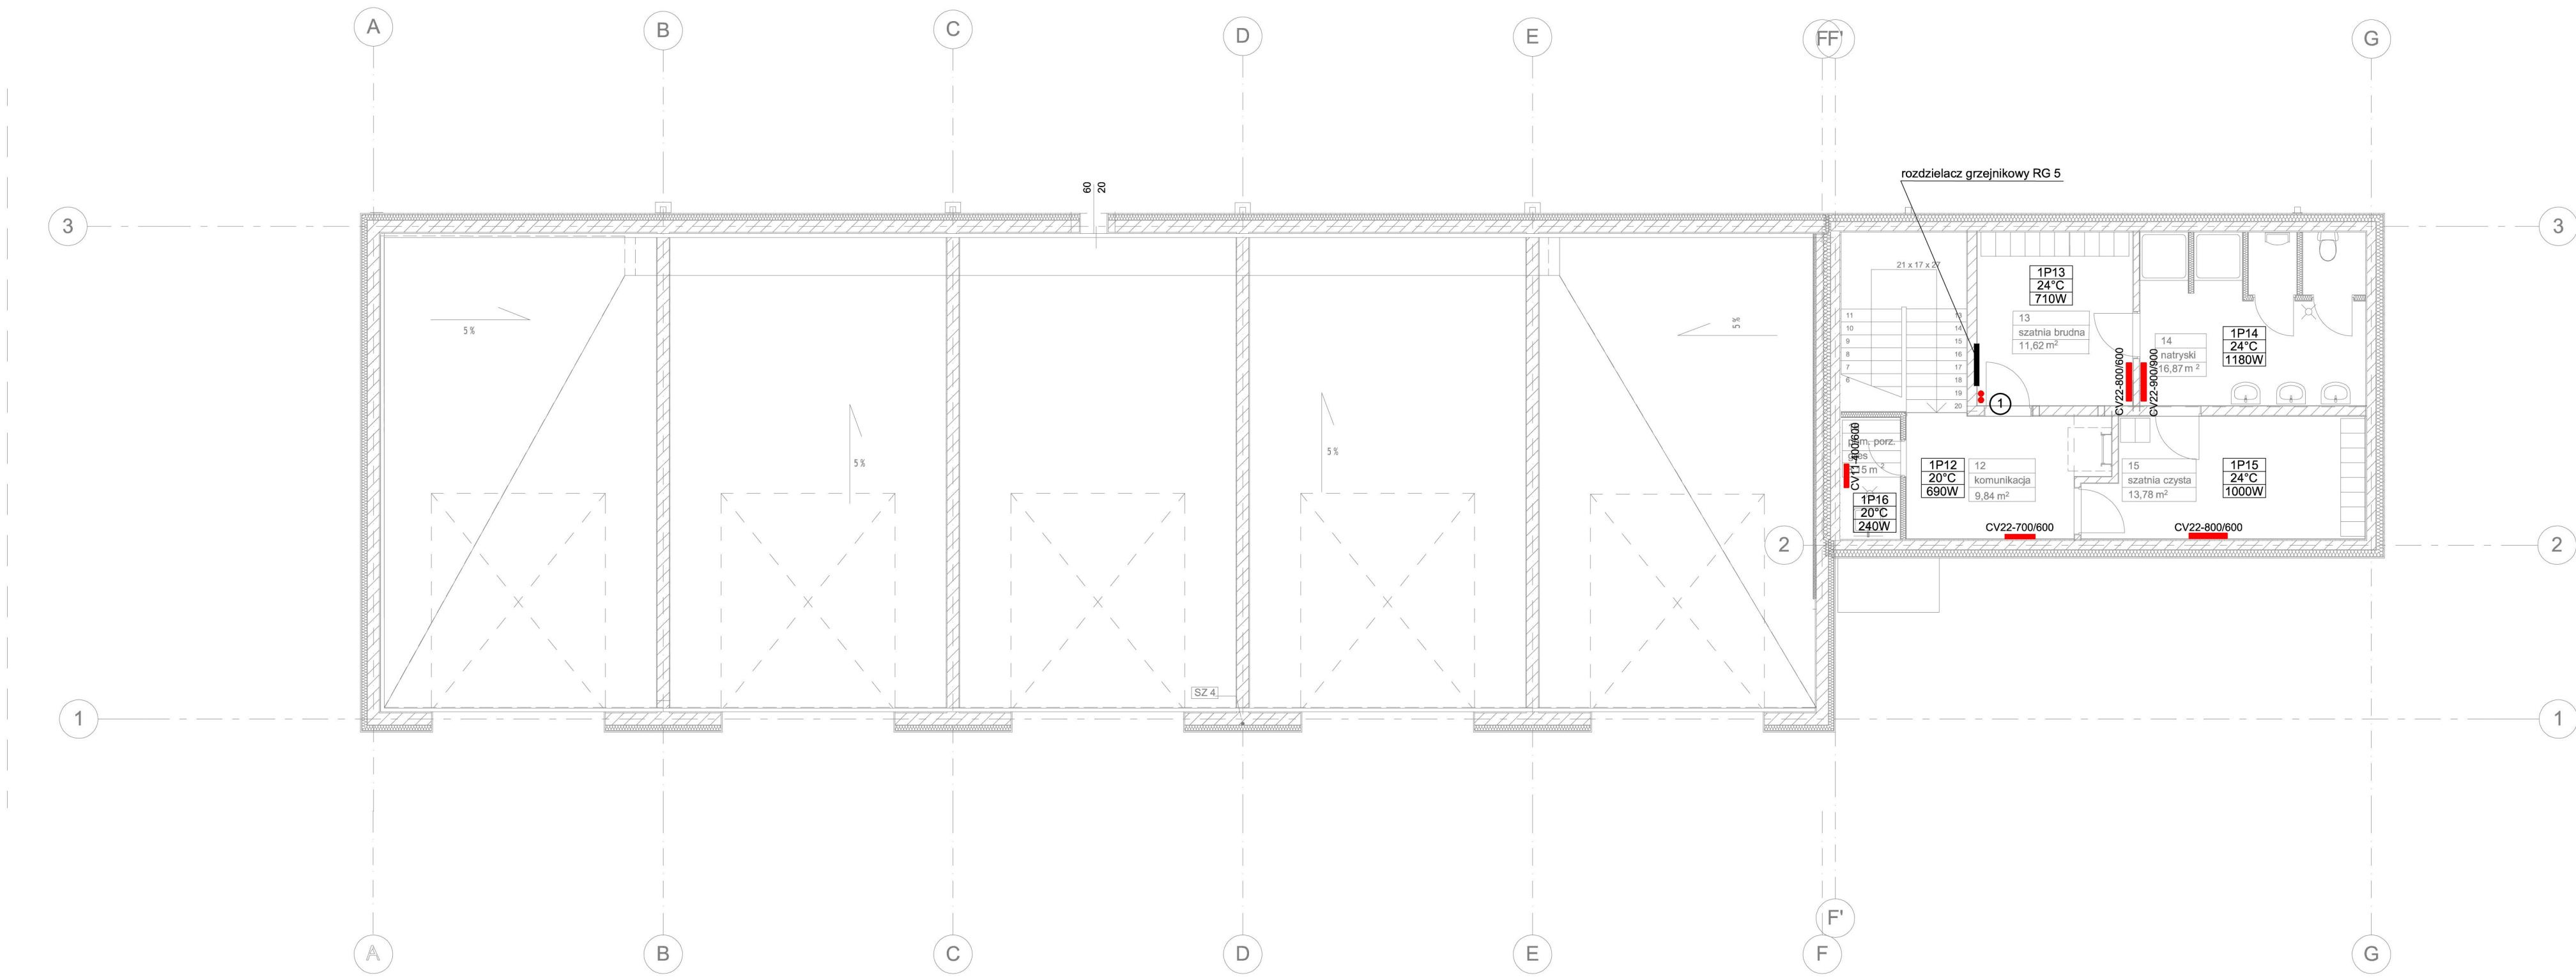 A
B
C
D
E
F
F'
G
rozdzielacz grzejnikowy RG 5
60
20
3
3
21 x 17 x 27
1P13
24°C
710W
13
szatnia brudna
11,62 m²
11
10
9
8
7
6
13
14
15
16
17
18
19
20
1P14
24°C
1180W
14
natryski
16,87 m²
CV22-800/600
CV22-900/900
1
5 %
5 %
5 %
5 %
CV11-400/600
pom. porz.
1P16
20°C
240W
1P12
20°C
690W
12
komunikacja
9,84 m²
15
szatnia czysta
13,78 m²
1P15
24°C
1000W
CV22-700/600
CV22-800/600
2
2
SZ 4
1
1
F'
A
B
C
D
E
F
G